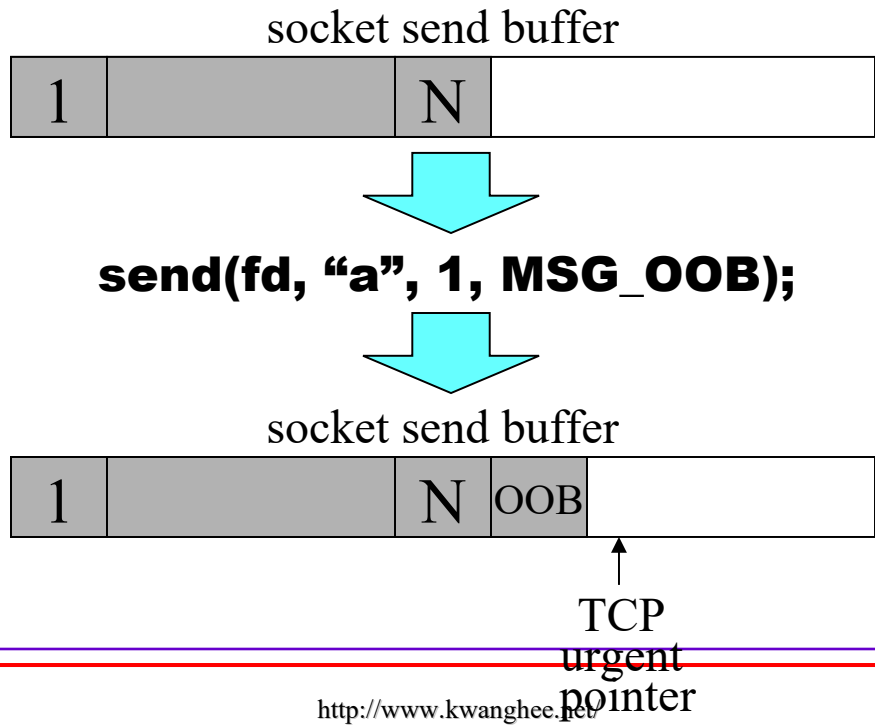 socket send buffer
1 N
send(fd, “a”, 1, MSG_OOB);
socket send buffer
1 N OOB
TCP
urgent
pointer
http://www.kwanghee.net/